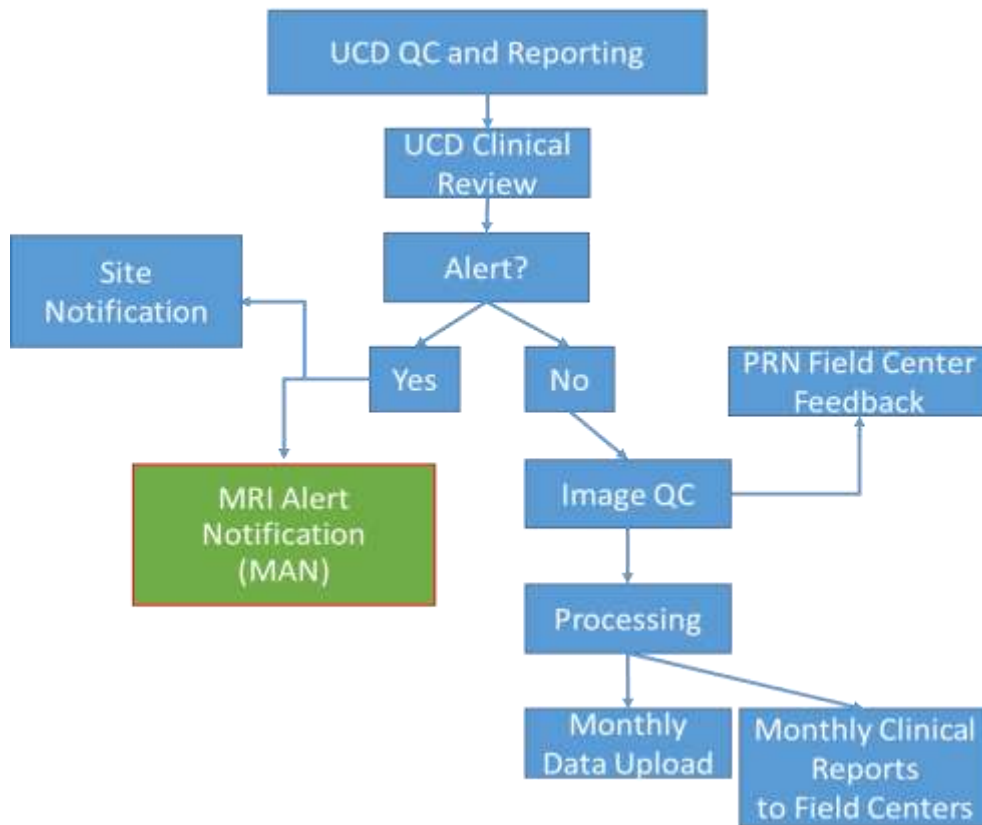 UCD QC and Reporting
UCD Clinical
Review
Alert?
Site
Notification
Yes
No
PRN Field Center
Feedback
MRI Alert
Notification
(MAN)
Image QC
Processing
Monthly
Data Upload
Monthly Clinical
Reports
to Field Centers